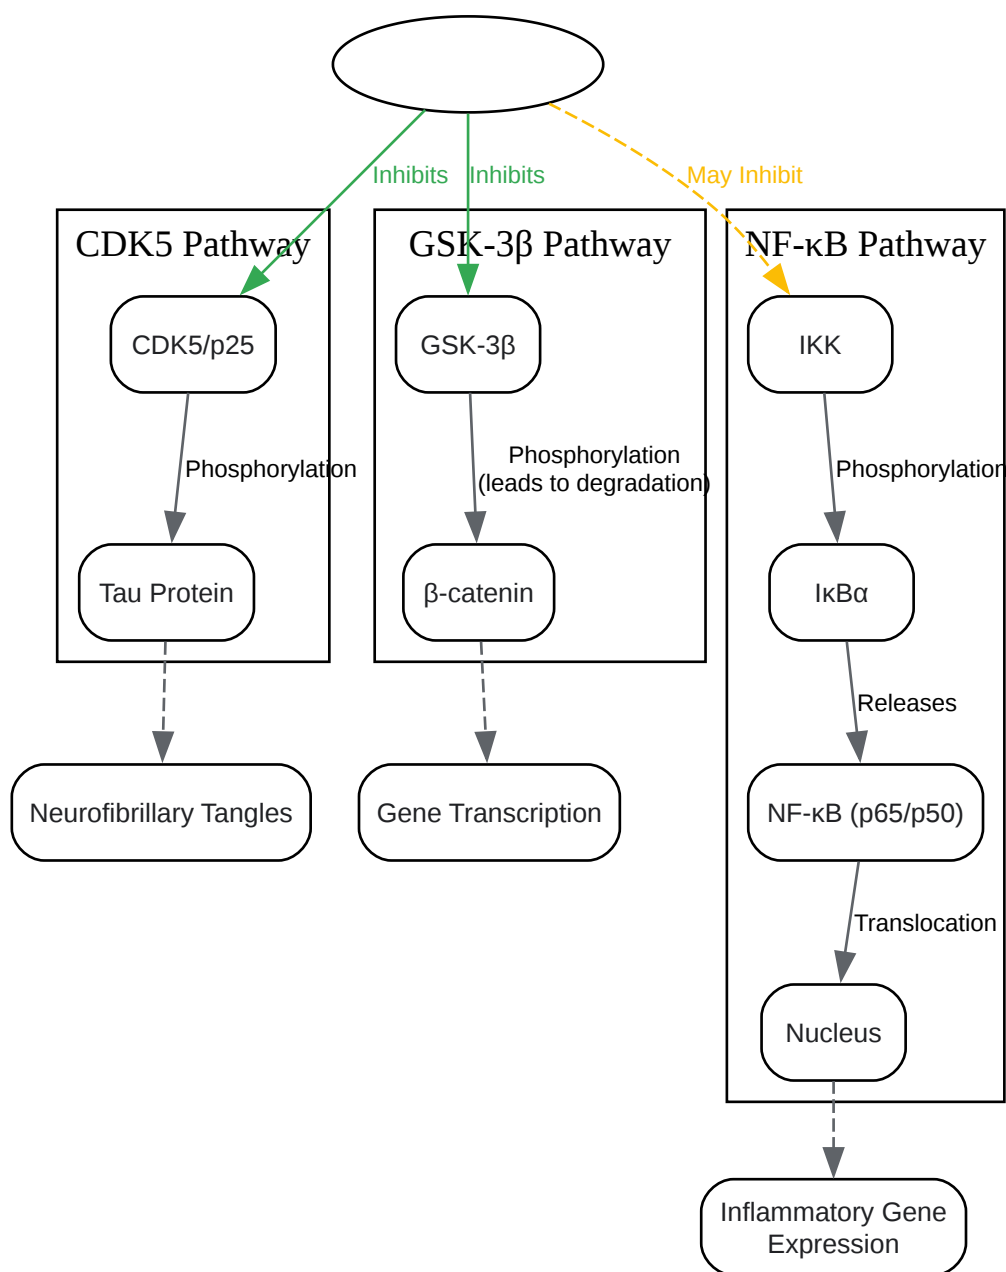 Inhibits
Inhibits
May Inhibit
CDK5 Pathway
GSK-3β Pathway
NF-κB Pathway
CDK5/p25
GSK-3β
IKK
Phosphorylation
Phosphorylation
(leads to degradation)
Phosphorylation
Tau Protein
β-catenin
IκBα
Releases
Neurofibrillary Tangles
Gene Transcription
NF-κB (p65/p50)
Translocation
Nucleus
Inflammatory Gene
Expression